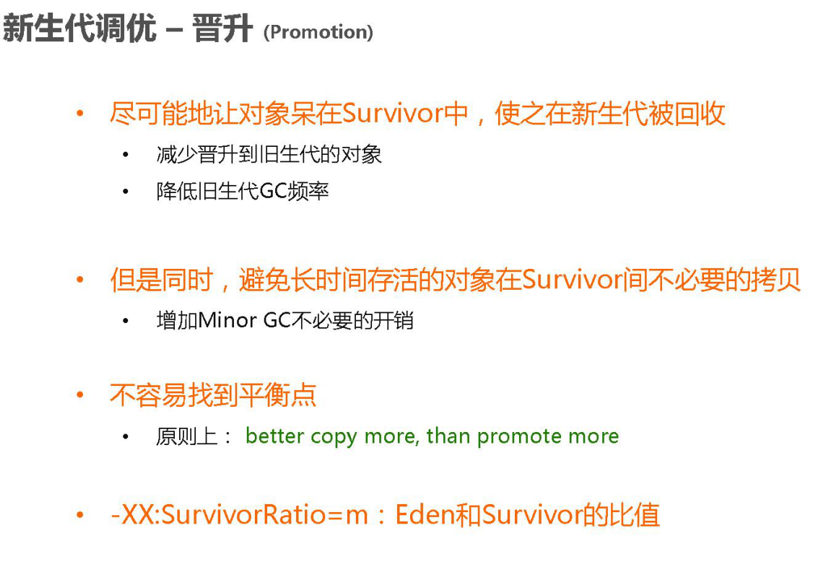 新生代调优 – 晋升 (Promotion)
• 尽可能地让对象呆在Survivor中，使之在新生代被回收
• 减少晋升到旧生代的对象
• 降低旧生代GC频率
• 但是同时，避免长时间存活的对象在Survivor间不必要的拷贝
• 增加Minor GC不必要的开销
• 不容易找到平衡点
• 原则上： better copy more, than promote more
• -XX:SurvivorRatio=m：Eden和Survivor的比值